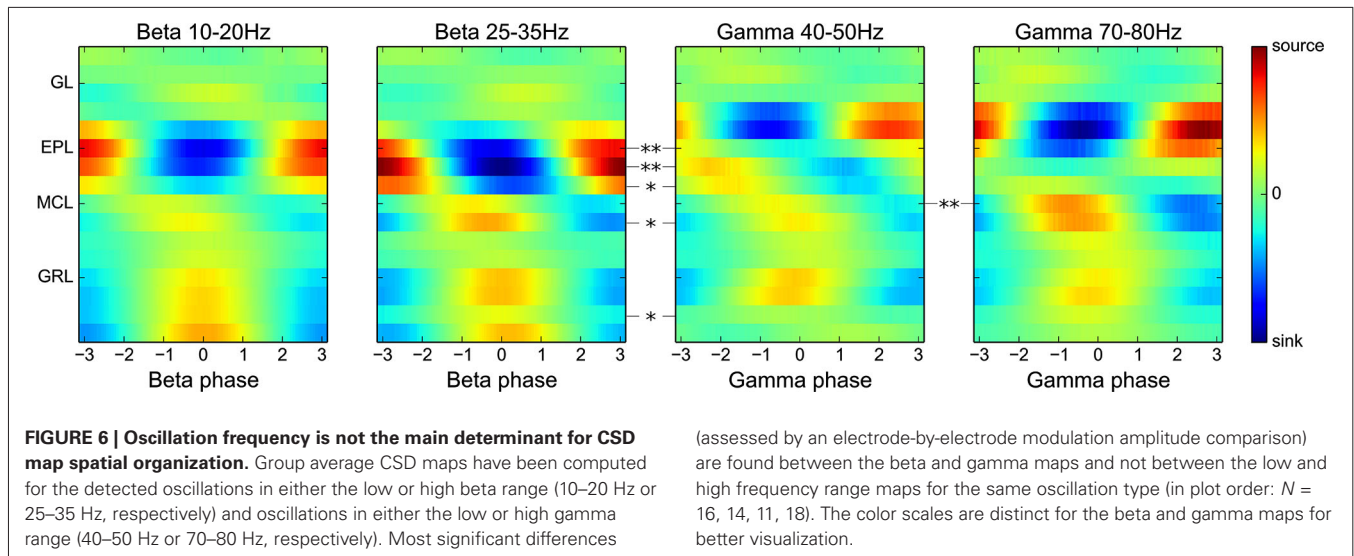 Beta 10-20Hz
Beta 25-35Hz
Gamma 40-50Hz
Gamma 70-80Hz
source
GL
EPL
**
**
*
MCL
**
0
*
GRL
*
sink
−3 −2 −1 0 1 2 3
−3 −2 −1 0 1 2 3
−3 −2 −1 0 1 2 3
−3 −2 −1 0 1 2 3
Beta phase
Beta phase
Gamma phase
Gamma phase
FIGURE 6 | Oscillation frequency is not the main determinant for CSD
map spatial organization. Group average CSD maps have been computed
for the detected oscillations in either the low or high beta range (10–20 Hz or
25–35 Hz, respectively) and oscillations in either the low or high gamma
range (40–50 Hz or 70–80 Hz, respectively). Most significant differences
(assessed by an electrode-by-electrode modulation amplitude comparison)
are found between the beta and gamma maps and not between the low and
high frequency range maps for the same oscillation type (in plot order: N =
16, 14, 11, 18). The color scales are distinct for the beta and gamma maps for
better visualization.